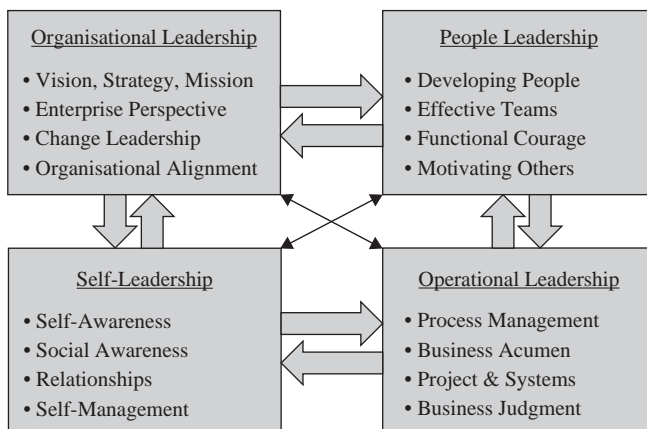 Organisational Leadership
• Vision, Strategy, Mission
• Enterprise Perspective
• Change Leadership
• Organisational Alignment
People Leadership
• Developing People
• Effective Teams
• Functional Courage
• Motivating Others
Self-Leadership
• Self-Awareness
• Social Awareness
• Relationships
• Self-Management
Operational Leadership
• Process Management
• Business Acumen
• Project & Systems
• Business Judgment